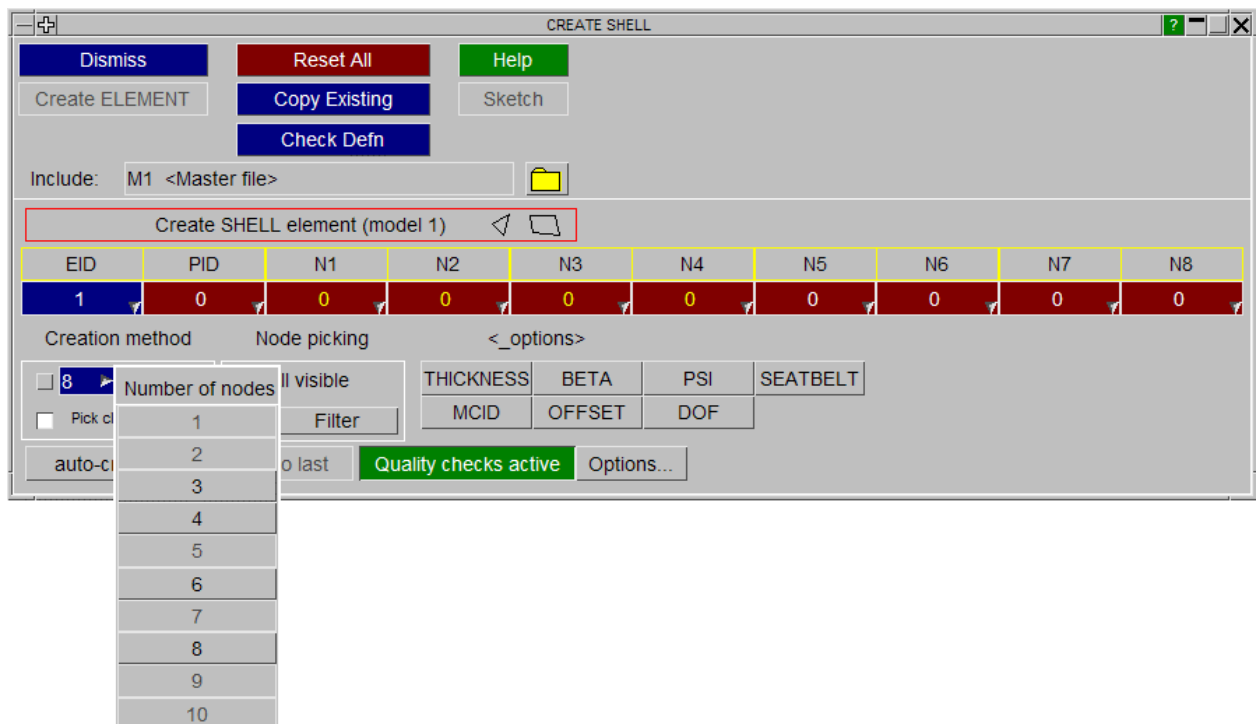 CREATE SHELL ?
Dismiss Reset All Help
Create ELEMENT Copy Existing Sketch
Check Defn
Include: M1 <Master file>
Create SHELL element (model 1)
EID PID N1 N2 N3 N4 N5 N6 N7 N8
1 0 0 0 0 0 0 0 0 0
Creation method Node picking <_options>
8 ll visible THICKNESS BETA PSI SEATBELT
Pick cl Filter MCID OFFSET DOF
auto-cr o last Quality checks active Options...
Number of nodes
1
2
3
4
5
6
7
8
9
10